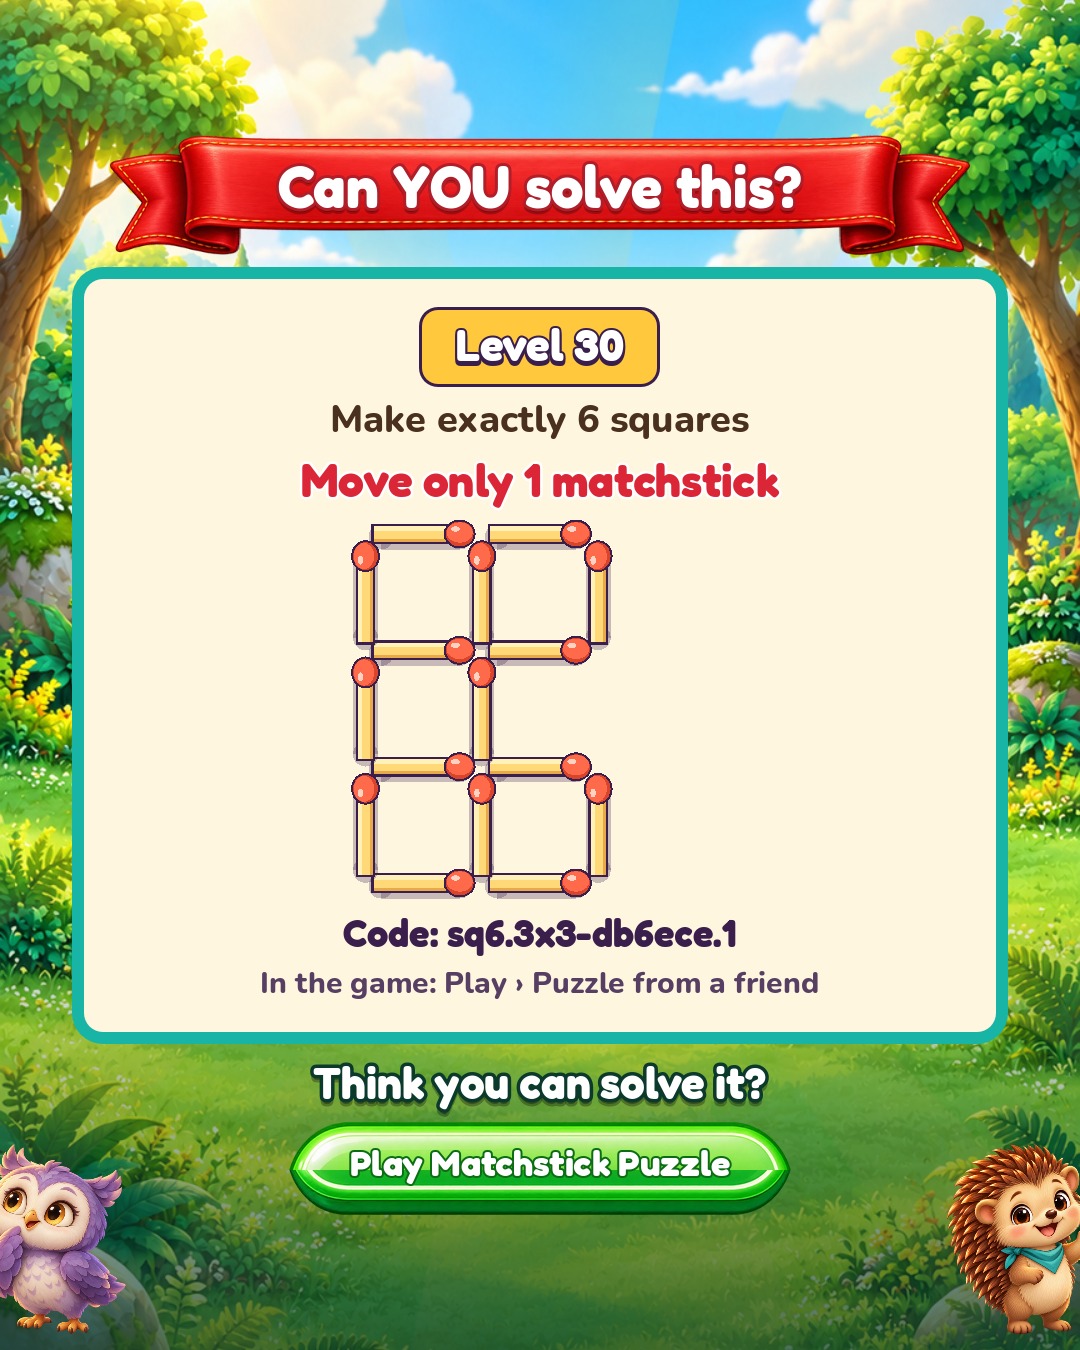 Can YOU solve this?
Level 30
Make exactly 6 squares
Move only 1 matchstick
Code: sq6.3x3-db6ece.1
In the game: Play › Puzzle from a friend
Think you can solve it?
Play Matchstick Puzzle